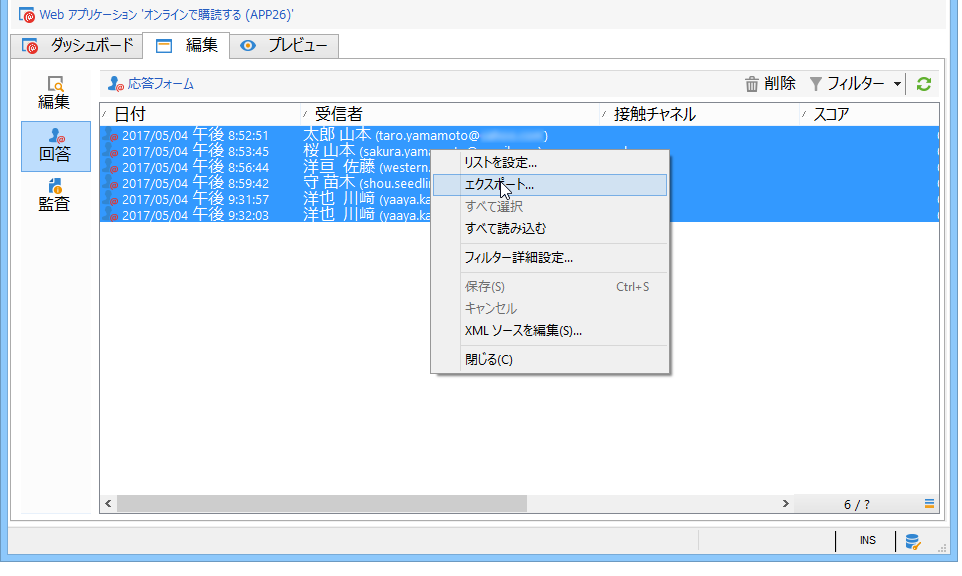 Web アプリケーション 'オンラインで購読する (APP26)'
ダッシュボード 編集 プレビュー
編集
回答
監査
応答フォーム 削除 フィルター
日付 受信者 接触チャネル スコア
2017/05/04 午後 8:52:51 太郎 山本 (taro.yamamoto@
2017/05/04 午後 8:53:45 桜 山本 (sakura.yama
2017/05/04 午後 8:56:44 洋亘 佐藤 (western.
2017/05/04 午後 8:59:42 守 苗木 (shou.seedlin
2017/05/04 午後 9:31:57 洋也 川﨑 (yaaya.ka
2017/05/04 午後 9:32:03 洋也 川﨑 (yaaya.ka
リストを設定...
エクスポート...
すべて選択
すべて読み込む
フィルター詳細設定...
保存(S) Ctrl+S
キャンセル
XML ソースを編集(S)...
閉じる(C)
6 / ?
INS